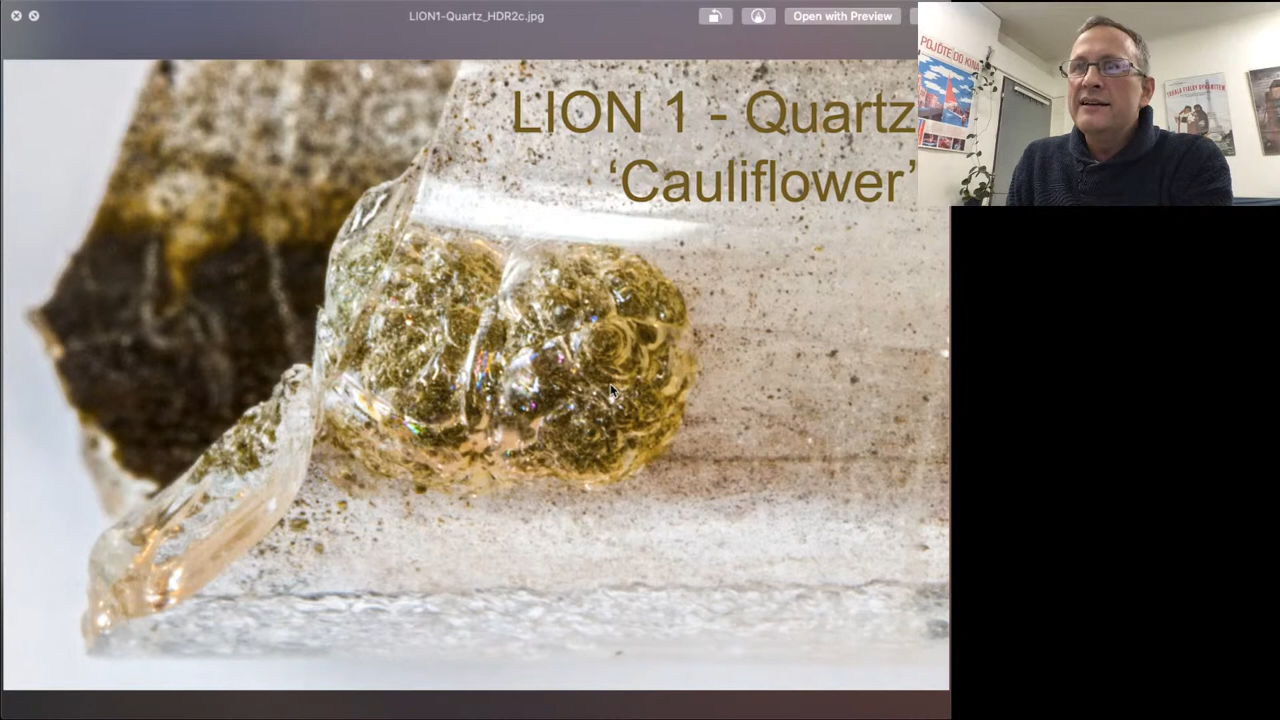 LION1-Quartz_HDR2c.jpg
Open with Preview
LION 1 - Quartz
‘Cauliflower’
POJĎTE DO KINA